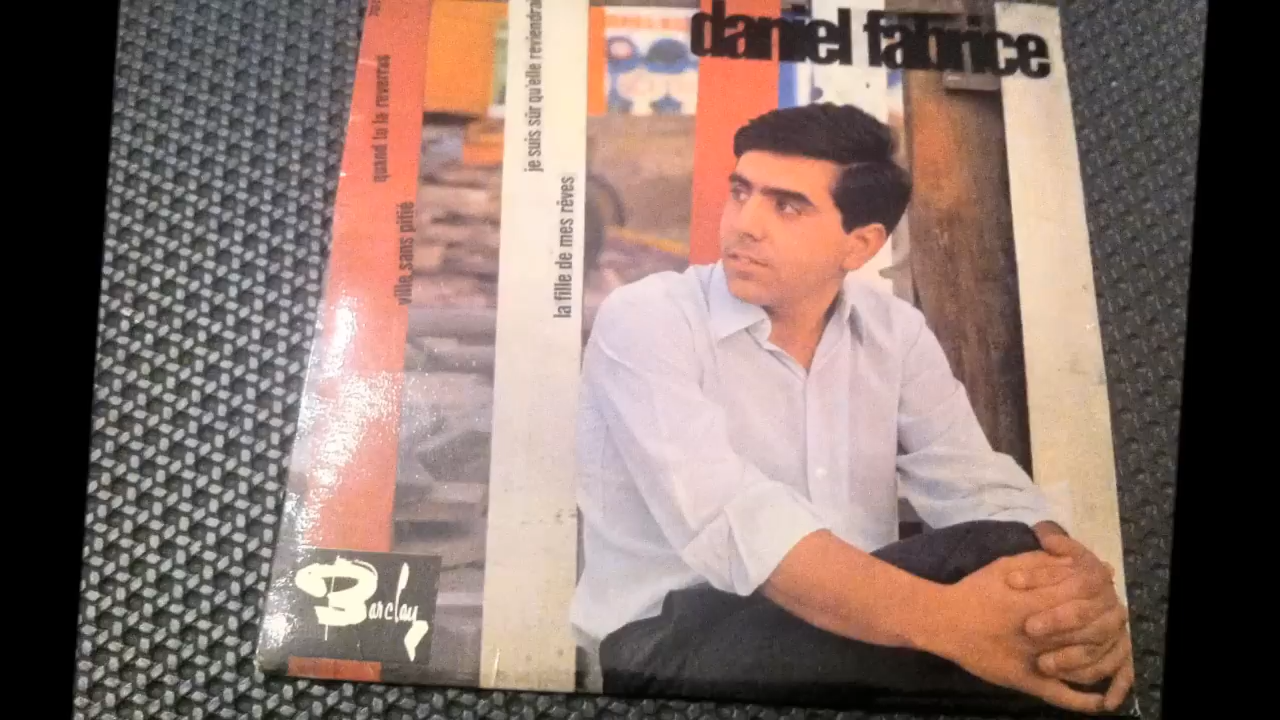 daniel fabrice
quand tu la reverras
ville sans pitié
je suis sûr qu'elle reviendra
la fille de mes rêves
Barclay